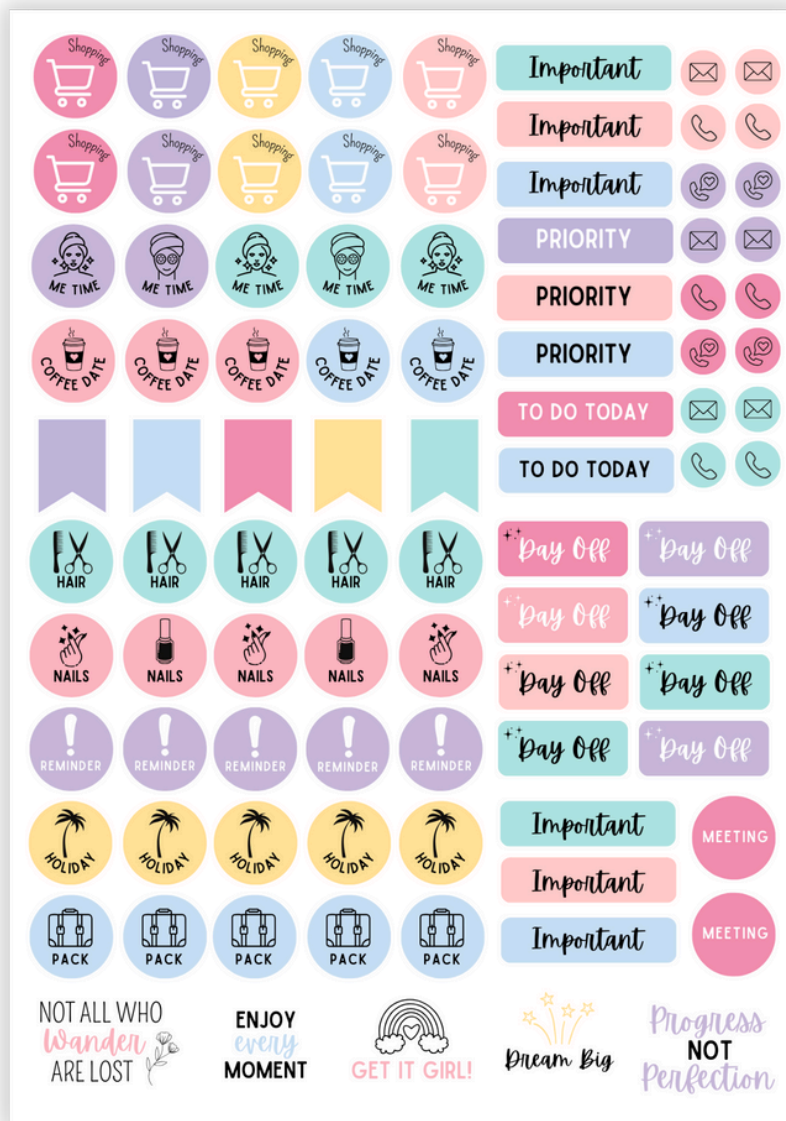 Shopping
Shopping
Shopping
Shopping
Shopping
Important
Important
Shopping
Shopping
Shopping
Shopping
Shopping
Important
PRIORITY
ME TIME
ME TIME
ME TIME
ME TIME
ME TIME
PRIORITY
COFFEE DATE
COFFEE DATE
COFFEE DATE
COFFEE DATE
COFFEE DATE
PRIORITY
TO DO TODAY
TO DO TODAY
HAIR
HAIR
HAIR
HAIR
HAIR
Day Off
Day Off
Day Off
Day Off
NAILS
NAILS
NAILS
NAILS
NAILS
Day Off
Day Off
REMINDER
REMINDER
REMINDER
REMINDER
REMINDER
Day Off
Day Off
HOLIDAY
HOLIDAY
HOLIDAY
HOLIDAY
HOLIDAY
Important
MEETING
Important
PACK
PACK
PACK
PACK
PACK
Important
MEETING
NOT ALL WHO
Wander
ARE LOST
ENJOY
every
MOMENT
GET IT GIRL!
Dream Big
Progress
NOT
Perfection